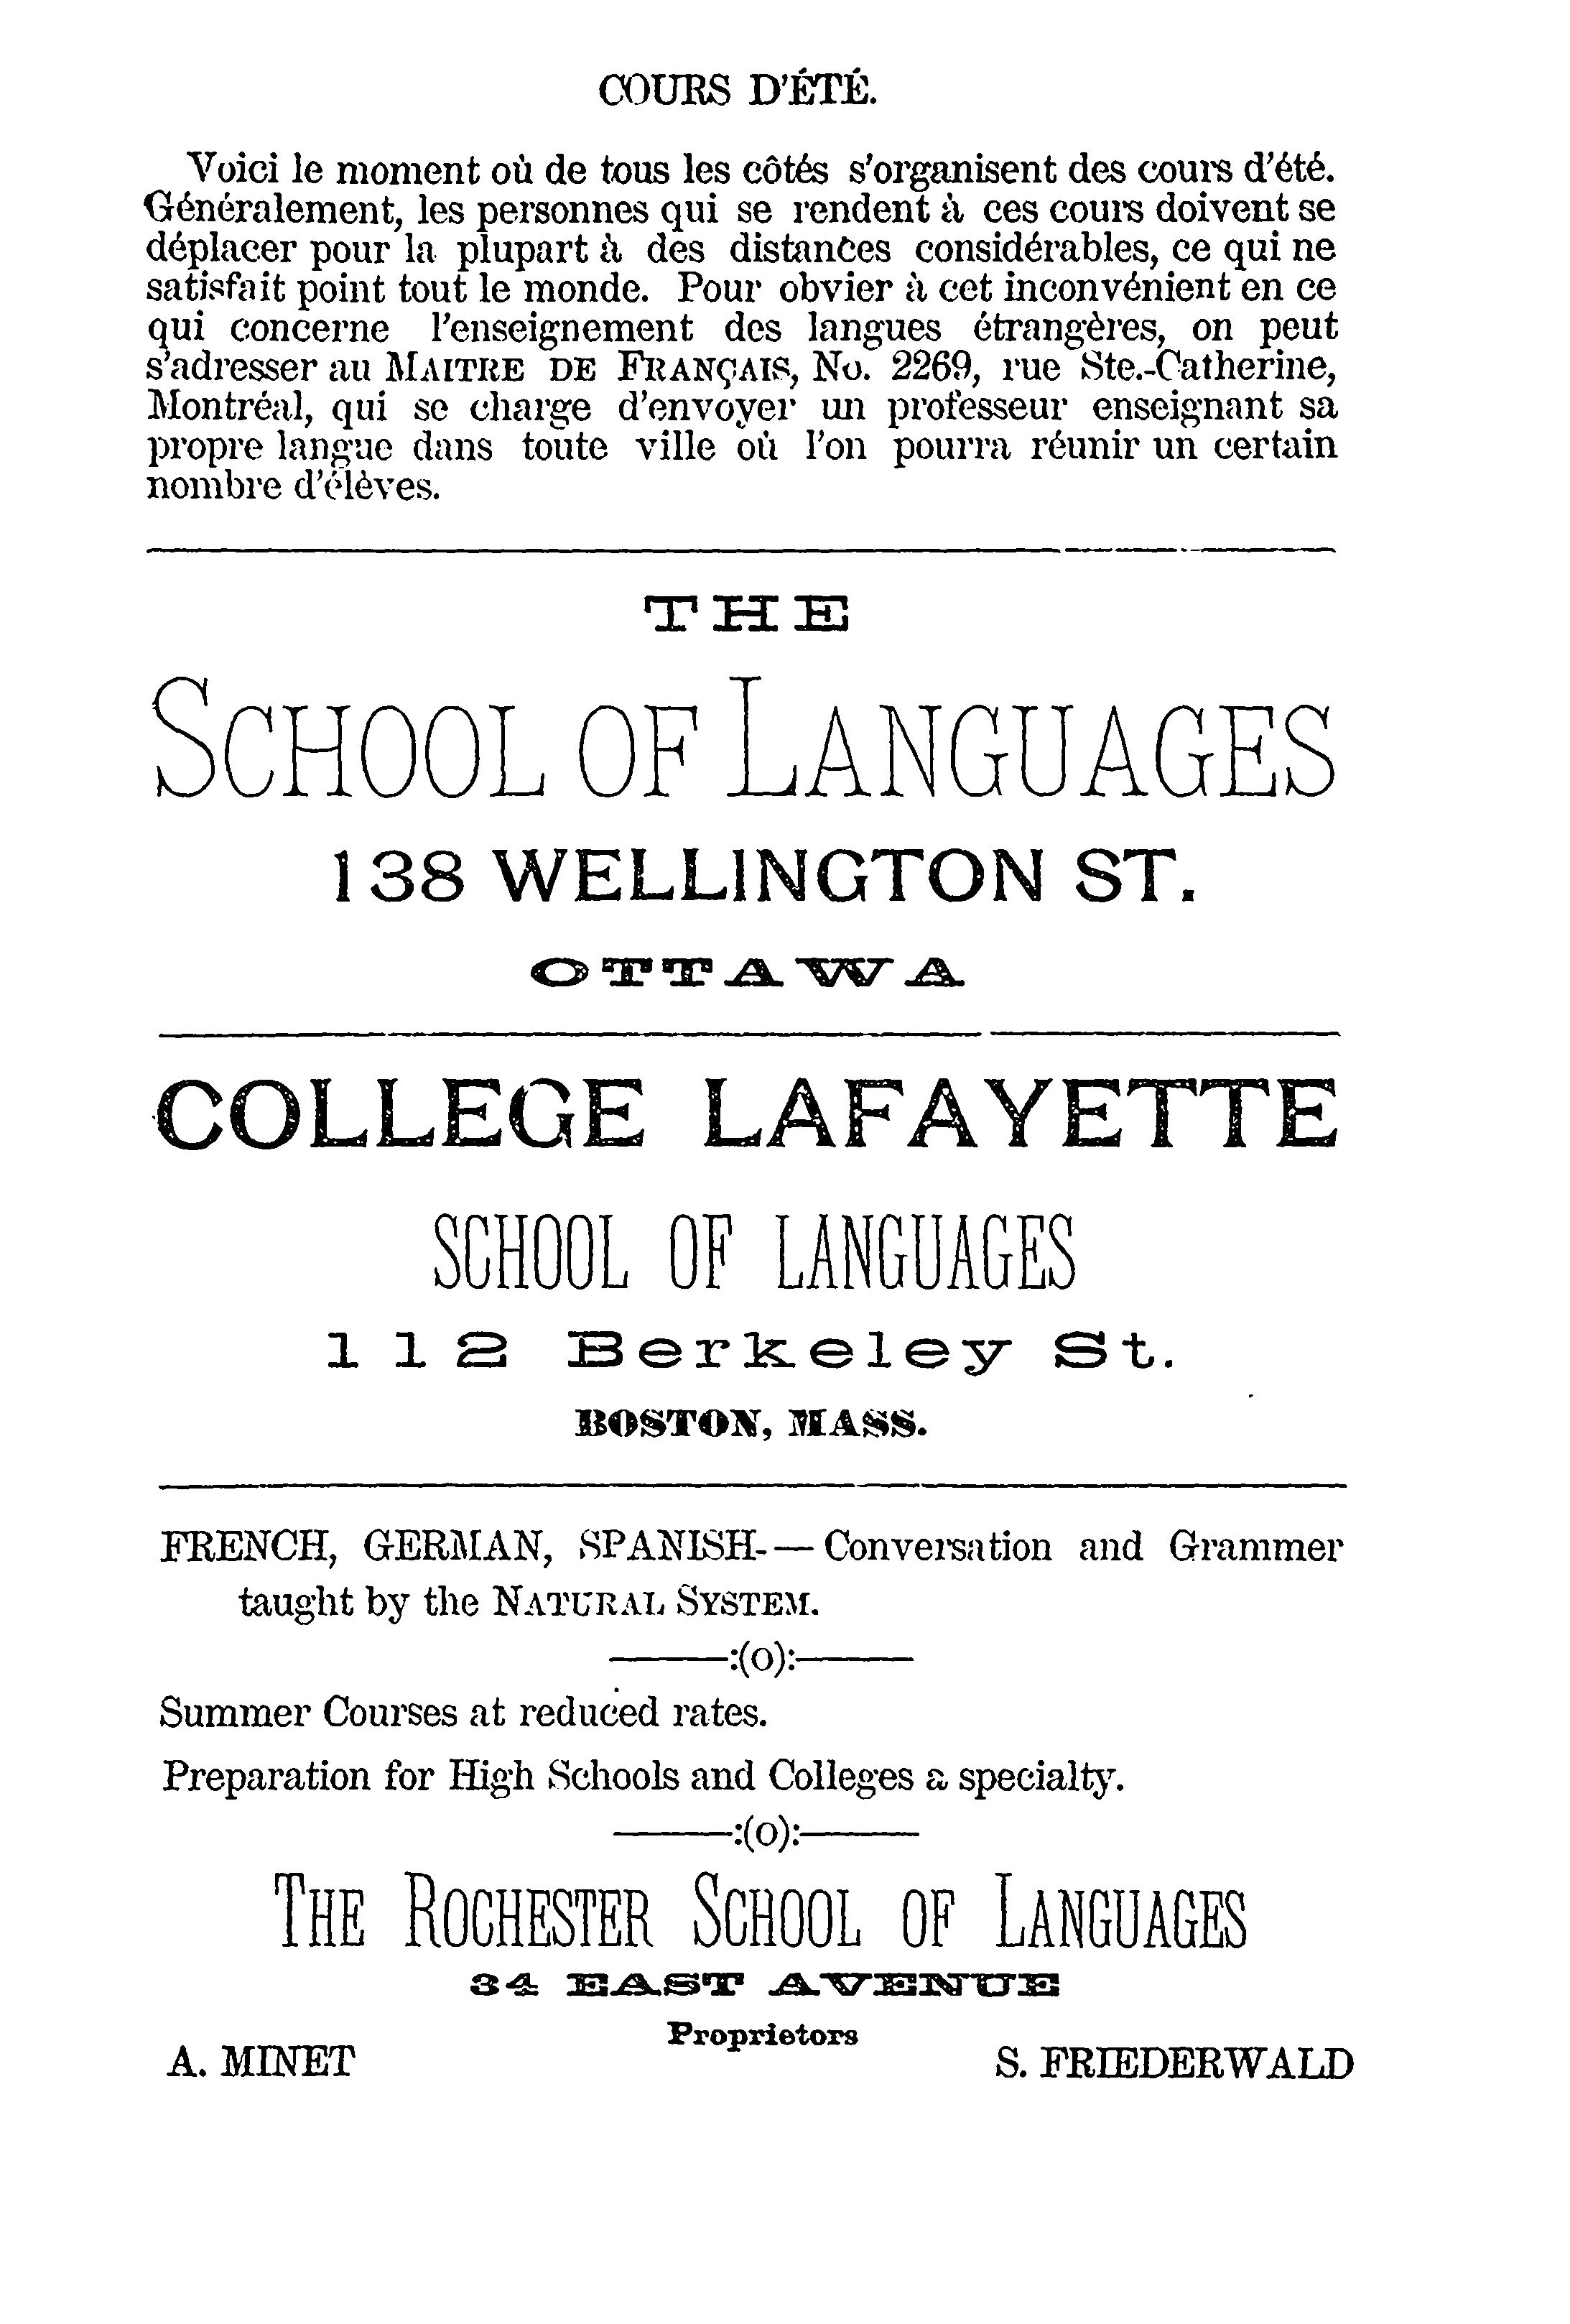 COURS D'ÉTÉ.
Voici le moment où de tous les côtés s'organisent des cours d'été.
Généralement, les personnes qui se rendent à ces cours doivent se
déplacer pour la plupart à des distances considérables, ce qui ne
satisfait point tout le monde. Pour obvier à cet inconvénient en ce
qui concerne l'enseignement des langues étrangères, on peut
s'adresser au MAITRE DE FRANÇAIS, No. 2269, rue Ste.-Catherine,
Montréal, qui se charge d'envoyer un professeur enseignant sa
propre langue dans toute ville où l'on pourra réunir un certain
nombre d'élèves.
THE
SCHOOL OF LANGUAGES
138 WELLINGTON ST.
OTTAWA
COLLEGE LAFAYETTE
SCHOOL OF LANGUAGES
112 Berkeley St.
BOSTON, MASS.
FRENCH, GERMAN, SPANISH-— Conversation and Grammer
taught by the NATURAL SYSTEM.
——:(o):——
Summer Courses at reduced rates.
Preparation for High Schools and Colleges a specialty.
——:(o):——
THE ROCHESTER SCHOOL OF LANGUAGES
34 EAST AVENUE
Proprietors
A. MINET S. FRIEDERWALD